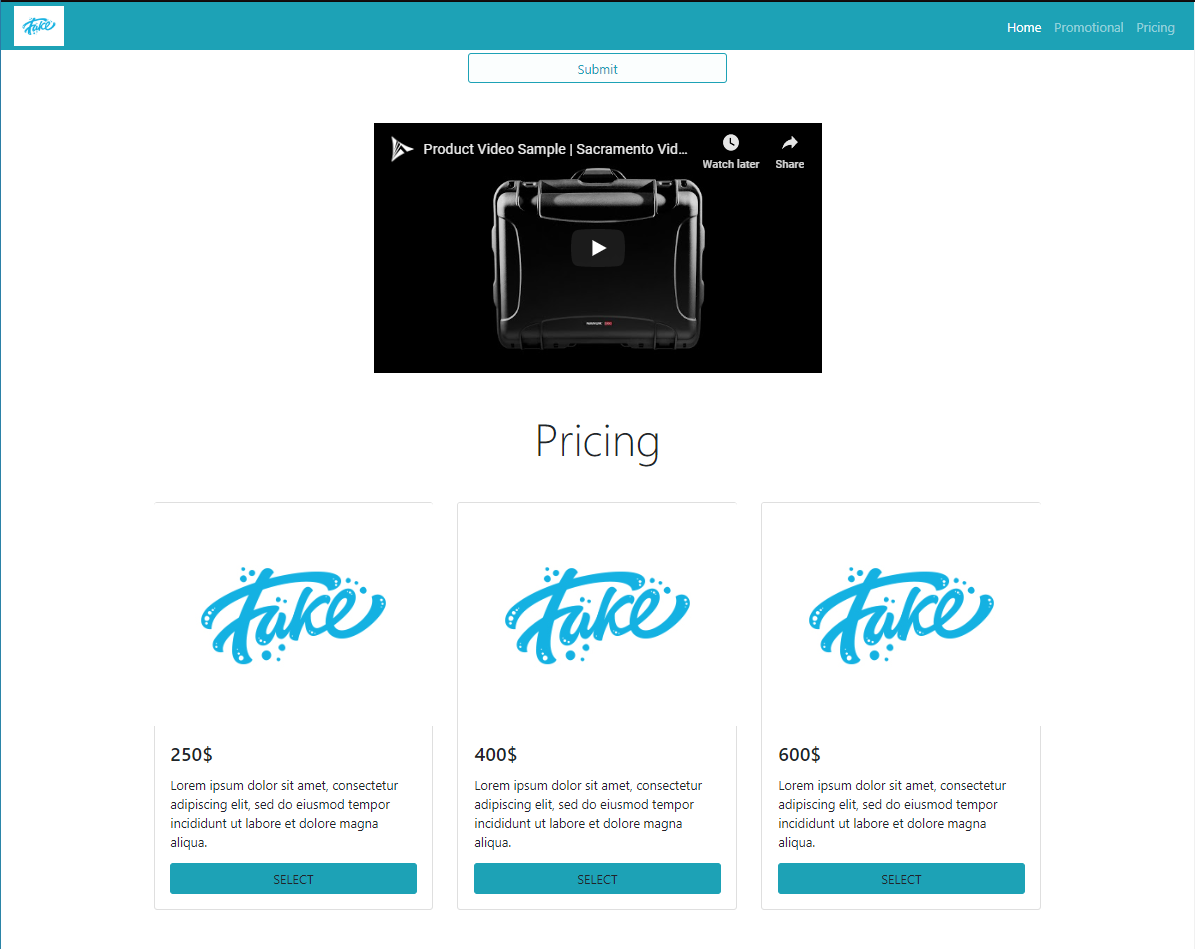 Fake
Home Promotional Pricing
Submit
Product Video Sample | Sacramento Vid...
Watch later
Share
Pricing
Fake
Fake
Fake
250$
Lorem ipsum dolor sit amet, consectetur
adipiscing elit, sed do eiusmod tempor
incididunt ut labore et dolore magna
aliqua.
SELECT
400$
Lorem ipsum dolor sit amet, consectetur
adipiscing elit, sed do eiusmod tempor
incididunt ut labore et dolore magna
aliqua.
SELECT
600$
Lorem ipsum dolor sit amet, consectetur
adipiscing elit, sed do eiusmod tempor
incididunt ut labore et dolore magna
aliqua.
SELECT